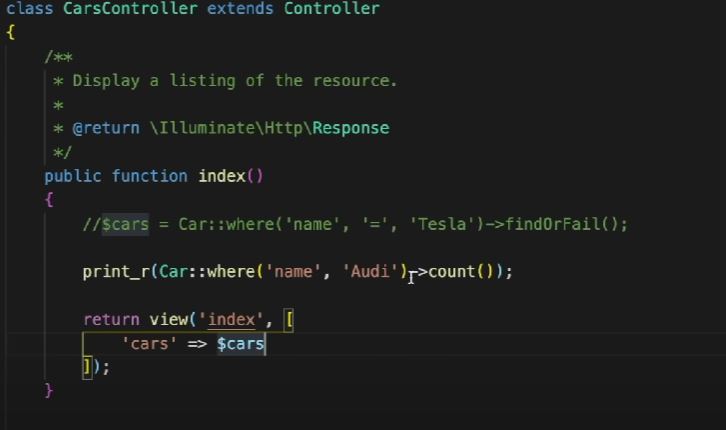 class CarsController extends Controller
{
/**
* Display a listing of the resource.
*
* @return \Illuminate\Http\Response
*/
public function index()
{
//$cars = Car::where('name', '=', 'Tesla')->findOrFail();
print_r(Car::where('name', 'Audi')->count());
return view('index', [
'cars' => $cars
]);
}